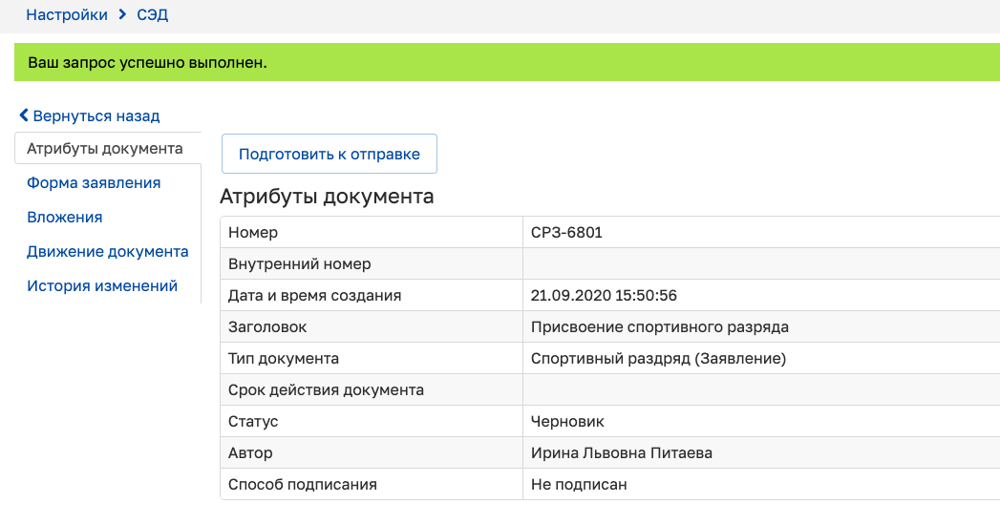 Настройки > СЭД
Ваш запрос успешно выполнен.
Вернуться назад
Атрибуты документа
Форма заявления
Вложения
Движение документа
История изменений
Подготовить к отправке
Атрибуты документа
Номер СРЗ-6801
Внутренний номер
Дата и время создания 21.09.2020 15:50:56
Заголовок Присвоение спортивного разряда
Тип документа Спортивный раздряд (Заявление)
Срок действия документа
Статус Черновик
Автор Ирина Львовна Питаева
Способ подписания Не подписан